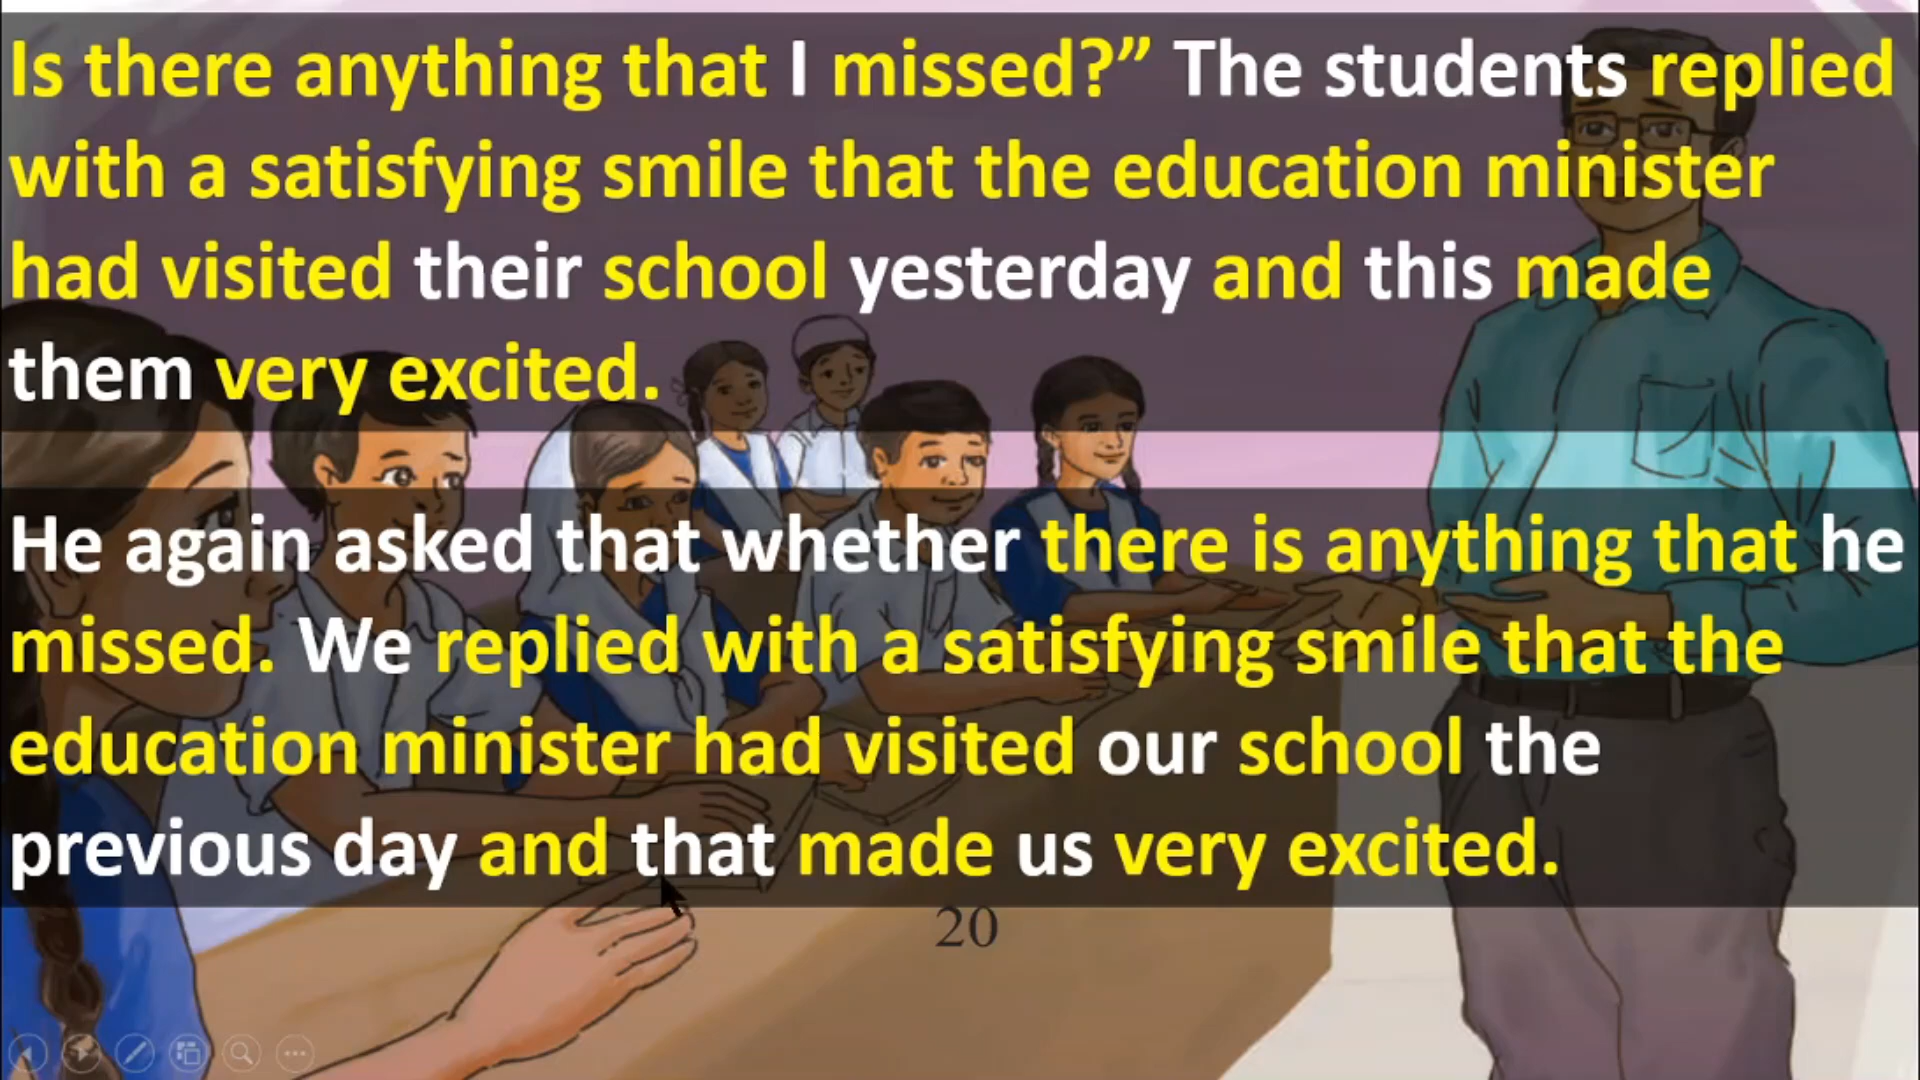 Is there anything that I missed?” The students replied
with a satisfying smile that the education minister
had visited their school yesterday and this made
them very excited.
He again asked that whether there is anything that he
missed. We replied with a satisfying smile that the
education minister had visited our school the
previous day and that made us very excited.
20